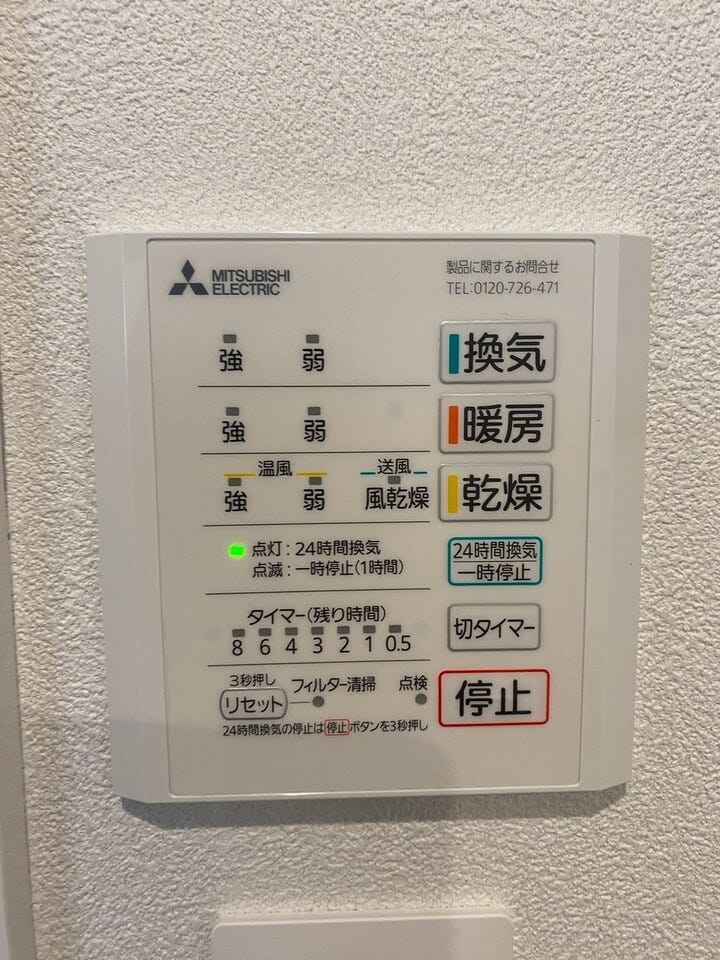 MITSUBISHI
ELECTRIC
製品に関するお問合せ
TEL:0120-726-471
強 弱 換気
強 弱 暖房
温風 送風
強 弱 風乾燥 乾燥
点灯:24時間換気
点滅:一時停止(1時間)
24時間換気
一時停止
タイマー(残り時間)
8 6 4 3 2 1 0.5
切タイマー
3秒押し
リセット フィルター清掃 点検
停止
24時間換気の停止は停止ボタンを3秒押し